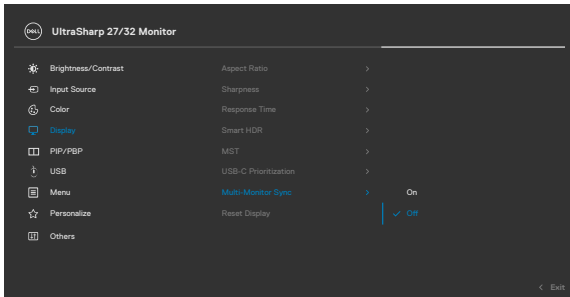 DELL UltraSharp 27/32 Monitor
Brightness/Contrast Aspect Ratio >
Input Source Sharpness >
Color Response Time >
Display Smart HDR >
PIP/PBP MST >
USB USB-C Prioritization >
Menu Multi-Monitor Sync > On
Personalize Reset Display ✓ Off
Others
< Exit